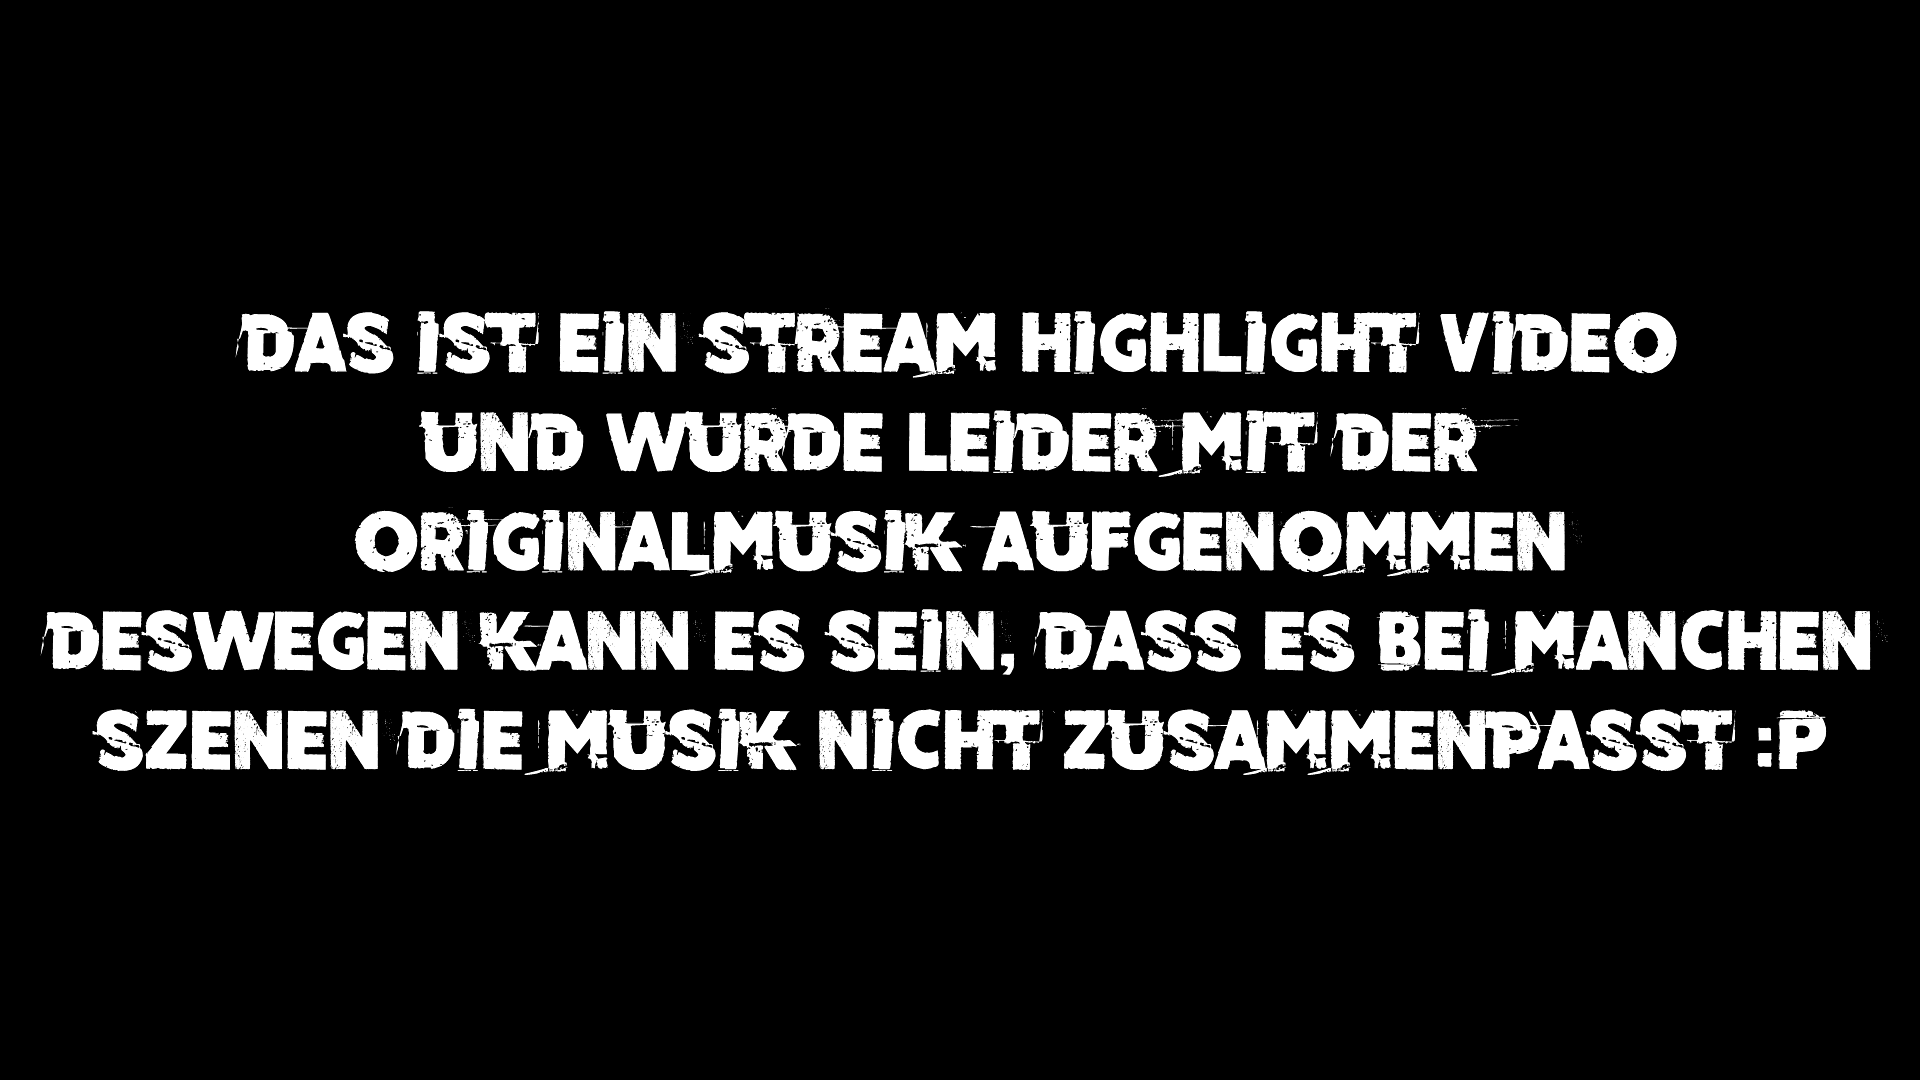 DAS IST EIN STREAM HIGHLIGHT VIDEO
UND WURDE LEIDER MIT DER
ORIGINALMUSIK AUFGENOMMEN
DESWEGEN KANN ES SEIN, DASS ES BEI MANCHEN
SZENEN DIE MUSIK NICHT ZUSAMMENPASST :P